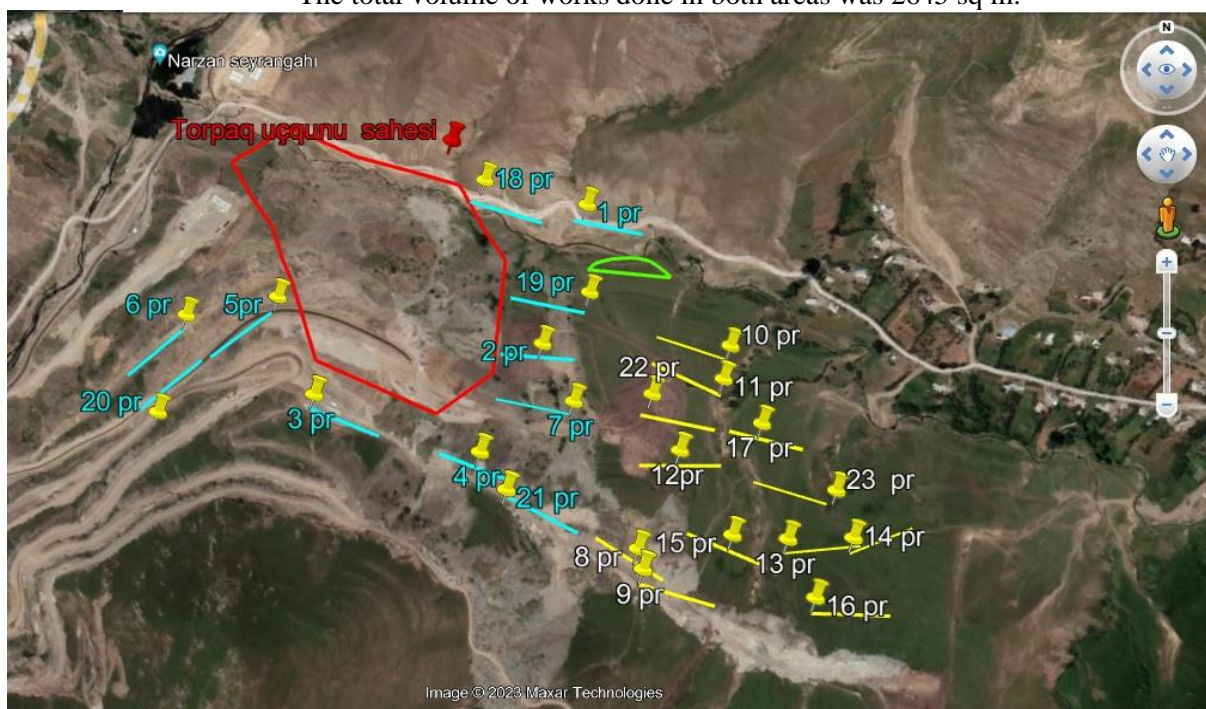 The total volume of works done in both areas was 2645 sq m.
N
Narzan seyrangahı
Torpaq uçqunu sahəsi
18 pr
1 pr
19 pr
6 pr
5pr
10 pr
2 pr
22 pr
11 pr
20 pr
3 pr
7 pr
17 pr
4 pr
12pr
21 pr
23 pr
8 pr
15 pr
13 pr
14 pr
9 pr
16 pr
Image © 2023 Maxar Technologies